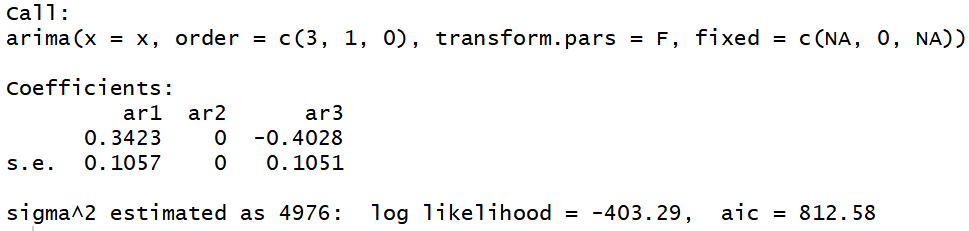 Call:
arima(x = x, order = c(3, 1, 0), transform.pars = F, fixed = c(NA, 0, NA))
Coefficients:
ar1 ar2 ar3
0.3423 0 -0.4028
s.e. 0.1057 0 0.1051
sigma^2 estimated as 4976: log likelihood = -403.29, aic = 812.58